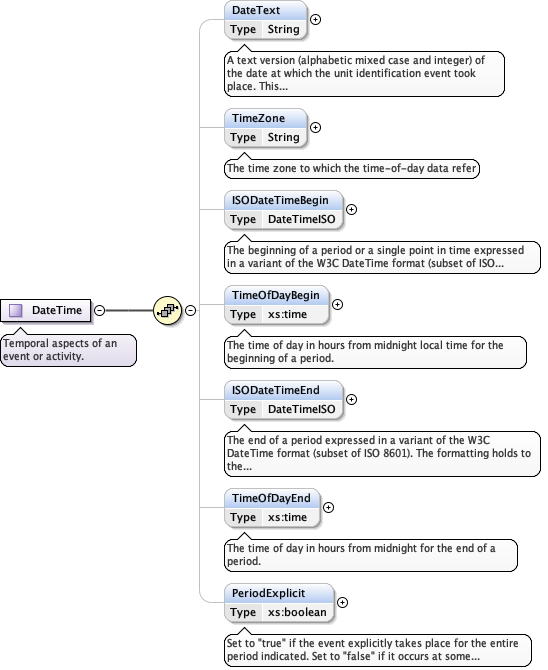 DateText
Type String
A text version (alphabetic mixed case and integer) of
the date at which the unit identification event took
place. This...
TimeZone
Type String
The time zone to which the time-of-day data refer
ISODateTimeBegin
Type DateTimeISO
The beginning of a period or a single point in time expressed
in a variant of the W3C DateTime format (subset of ISO...
DateTime
Temporal aspects of an
event or activity.
TimeOfDayBegin
Type xs:time
The time of day in hours from midnight local time for the
beginning of a period.
ISODateTimeEnd
Type DateTimeISO
The end of a period expressed in a variant of the W3C
DateTime format (subset of ISO 8601). The formatting holds to
the...
TimeOfDayEnd
Type xs:time
The time of day in hours from midnight for the end of a
period.
PeriodExplicit
Type xs:boolean
Set to "true" if the event explicitly takes place for the entire
period indicated. Set to "false" if it occurs at some...